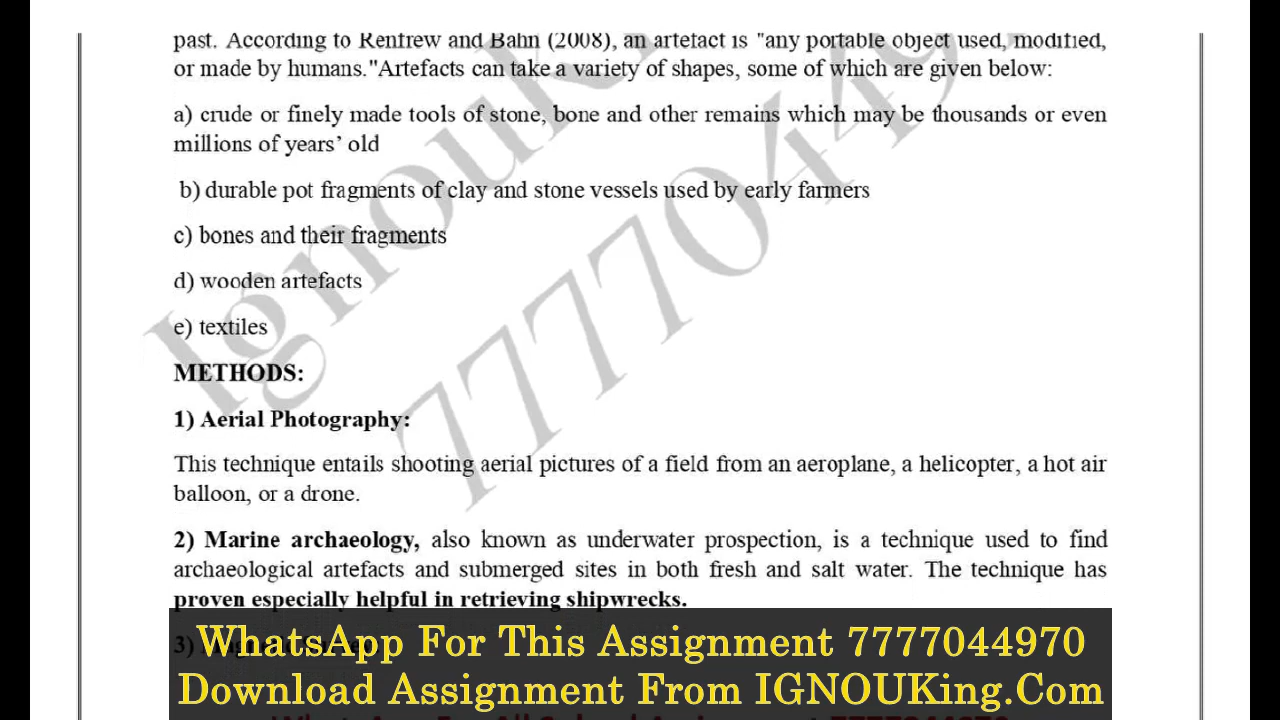 past. According to Renfrew and Bahn (2008), an artefact is "any portable object used, modified,
or made by humans."Artefacts can take a variety of shapes, some of which are given below:
a) crude or finely made tools of stone, bone and other remains which may be thousands or even
millions of years’ old
b) durable pot fragments of clay and stone vessels used by early farmers
c) bones and their fragments
d) wooden artefacts
e) textiles
METHODS:
1) Aerial Photography:
This technique entails shooting aerial pictures of a field from an aeroplane, a helicopter, a hot air
balloon, or a drone.
2) Marine archaeology, also known as underwater prospection, is a technique used to find
archaeological artefacts and submerged sites in both fresh and salt water. The technique has
proven especially helpful in retrieving shipwrecks.
3)
WhatsApp For This Assignment 7777044970
Download Assignment From IGNOUKing.Com